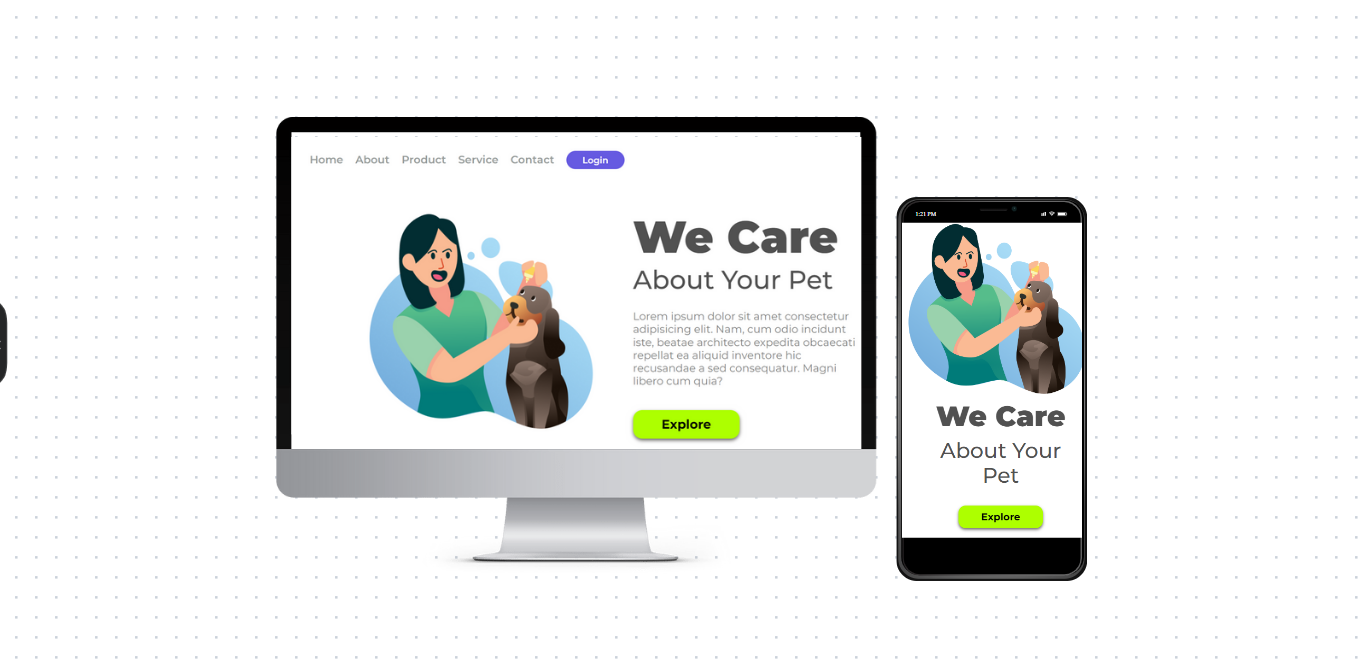 Home About Product Service Contact Login
We Care
About Your Pet
Lorem ipsum dolor sit amet consectetur
adipisicing elit. Nam, cum odio incidunt
iste, beatae architecto expedita obcaecati
repellat ea aliquid inventore hic
recusandae a sed consequatur. Magni
libero cum quia?
Explore
1:21 PM
We Care
About Your
Pet
Explore